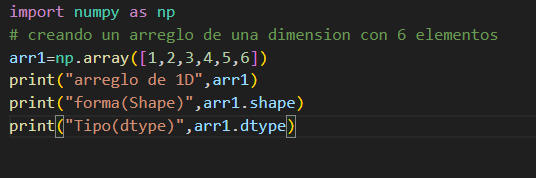 import numpy as np
# creando un arreglo de una dimension con 6 elementos
arr1=np.array([1,2,3,4,5,6])
print("arreglo de 1D",arr1)
print("forma(Shape)",arr1.shape)
print("Tipo(dtype)",arr1.dtype)